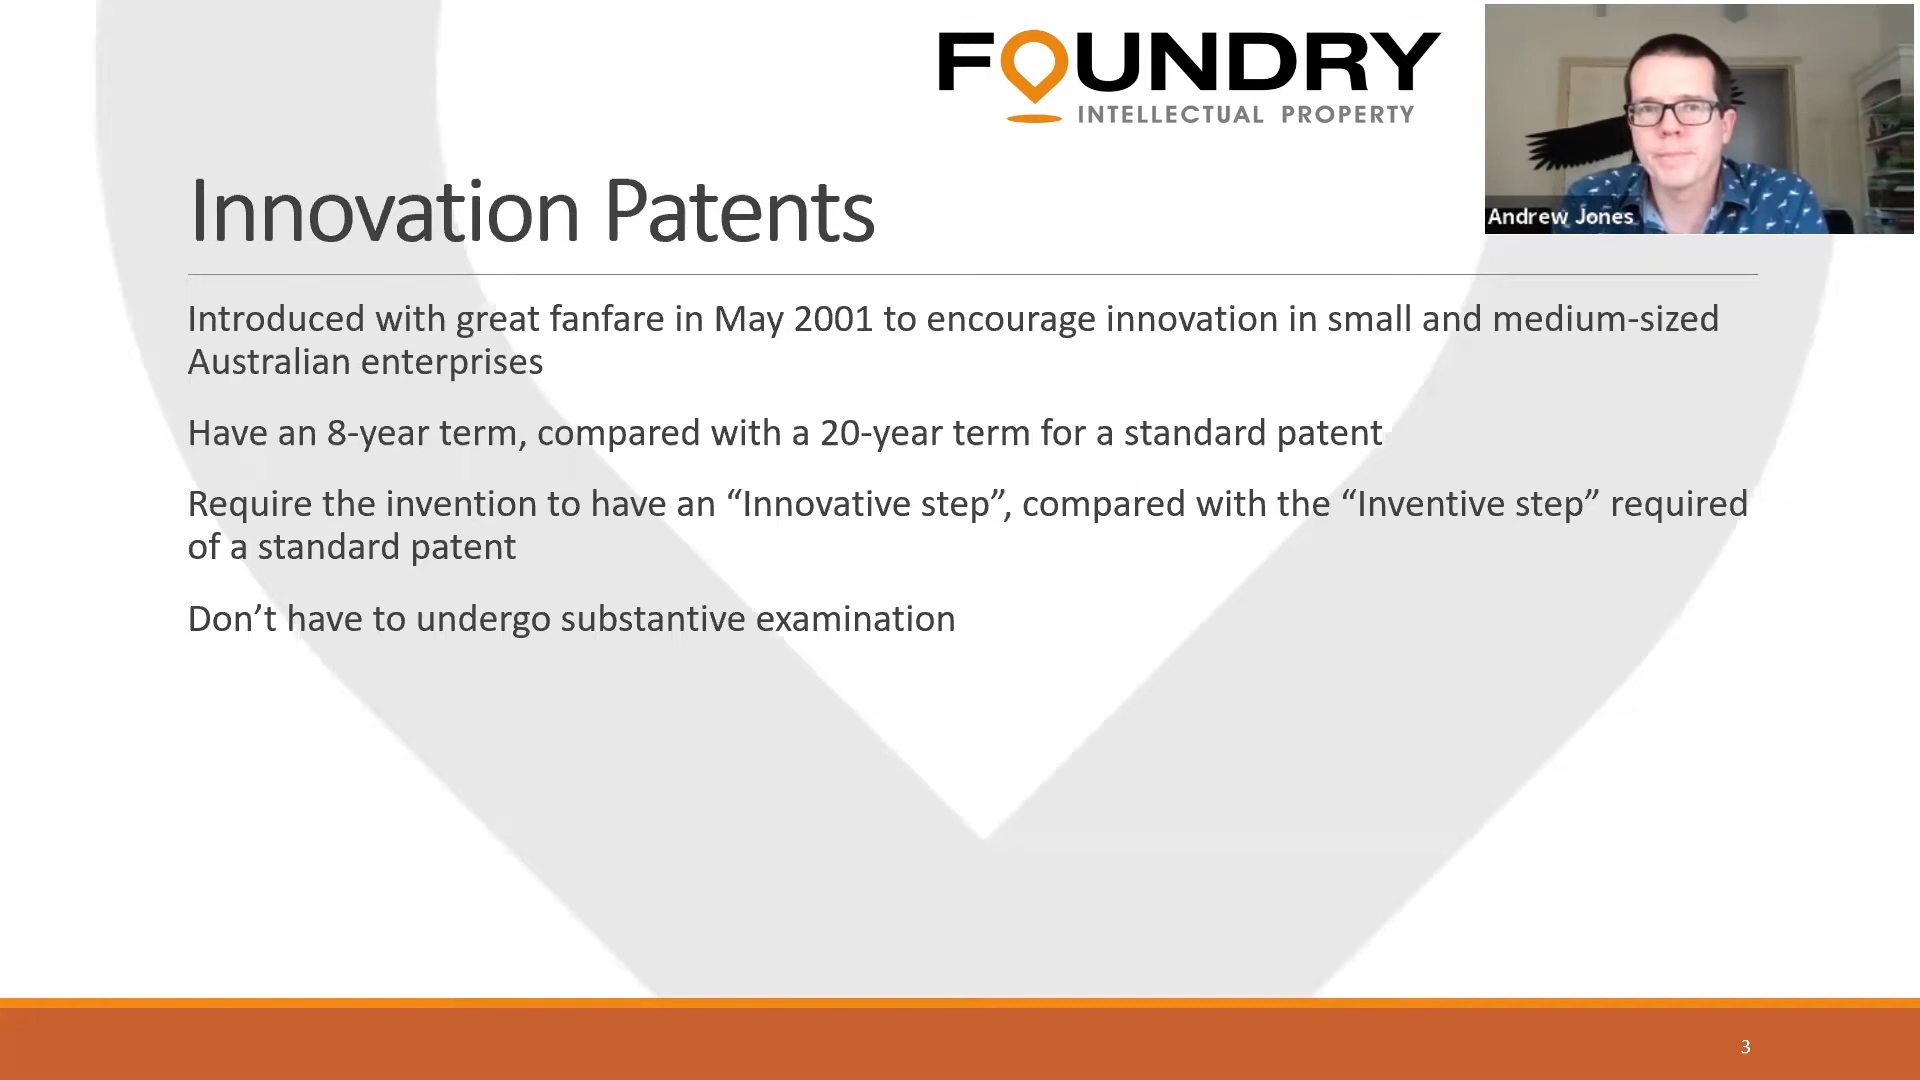 FOUNDRY
INTELLECTUAL PROPERTY
Andrew Jones
Innovation Patents
Introduced with great fanfare in May 2001 to encourage innovation in small and medium-sized
Australian enterprises
Have an 8-year term, compared with a 20-year term for a standard patent
Require the invention to have an “Innovative step”, compared with the “Inventive step” required
of a standard patent
Don’t have to undergo substantive examination
3